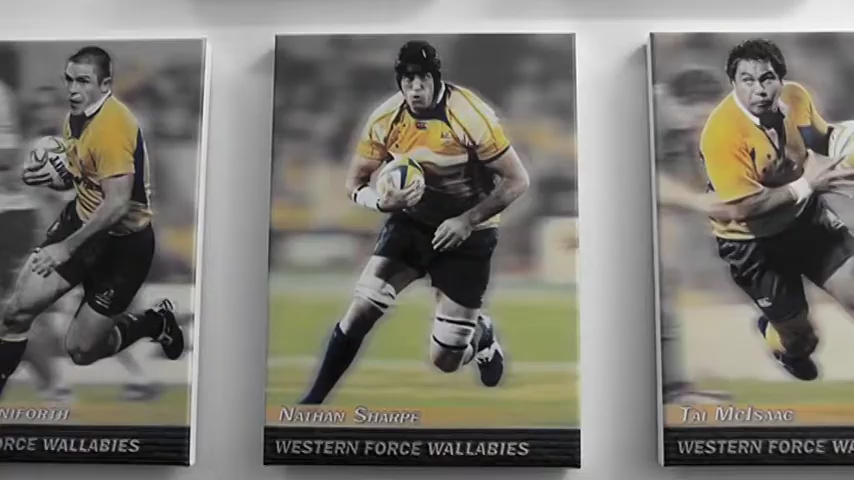 NIFORTH
ORCE WALLABIES
NATHAN SHARPE
WESTERN FORCE WALLABIES
TAI MCISAAC
WESTERN FORCE WA